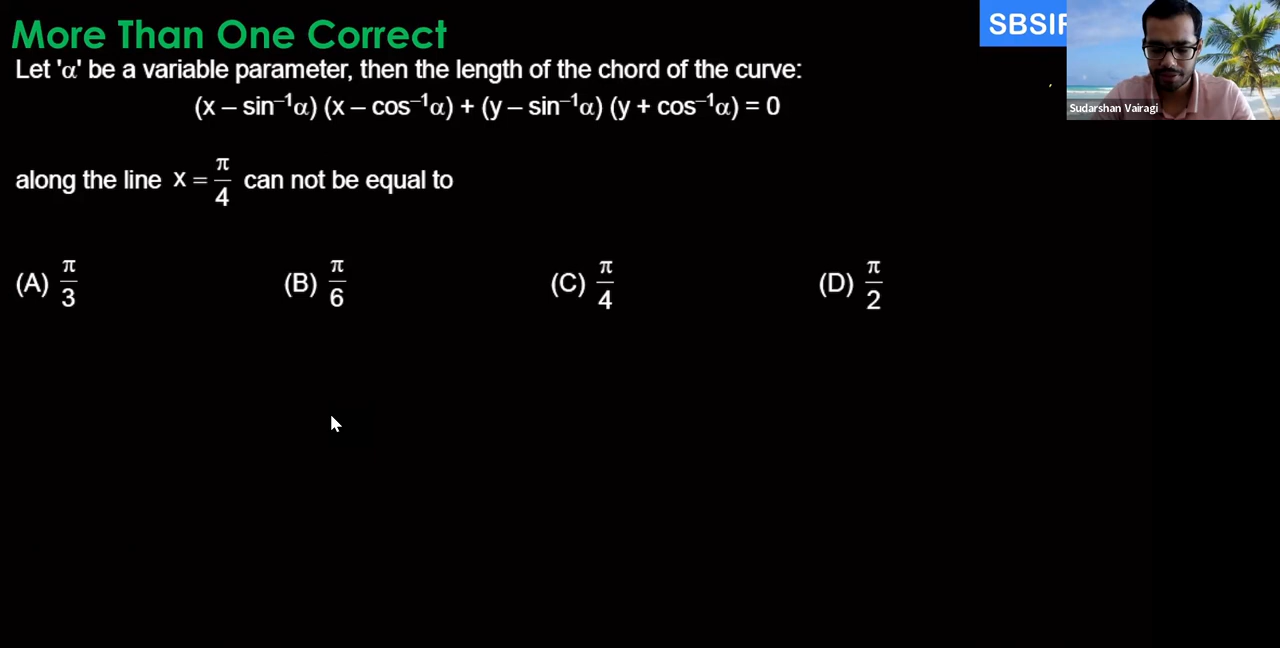 More Than One Correct
SBSIF
Let 'α' be a variable parameter, then the length of the chord of the curve:
(x – sin⁻¹α) (x – cos⁻¹α) + (y – sin⁻¹α) (y + cos⁻¹α) = 0
Sudarshan Vairagi
along the line x = π/4 can not be equal to
(A) π/3 (B) π/6 (C) π/4 (D) π/2